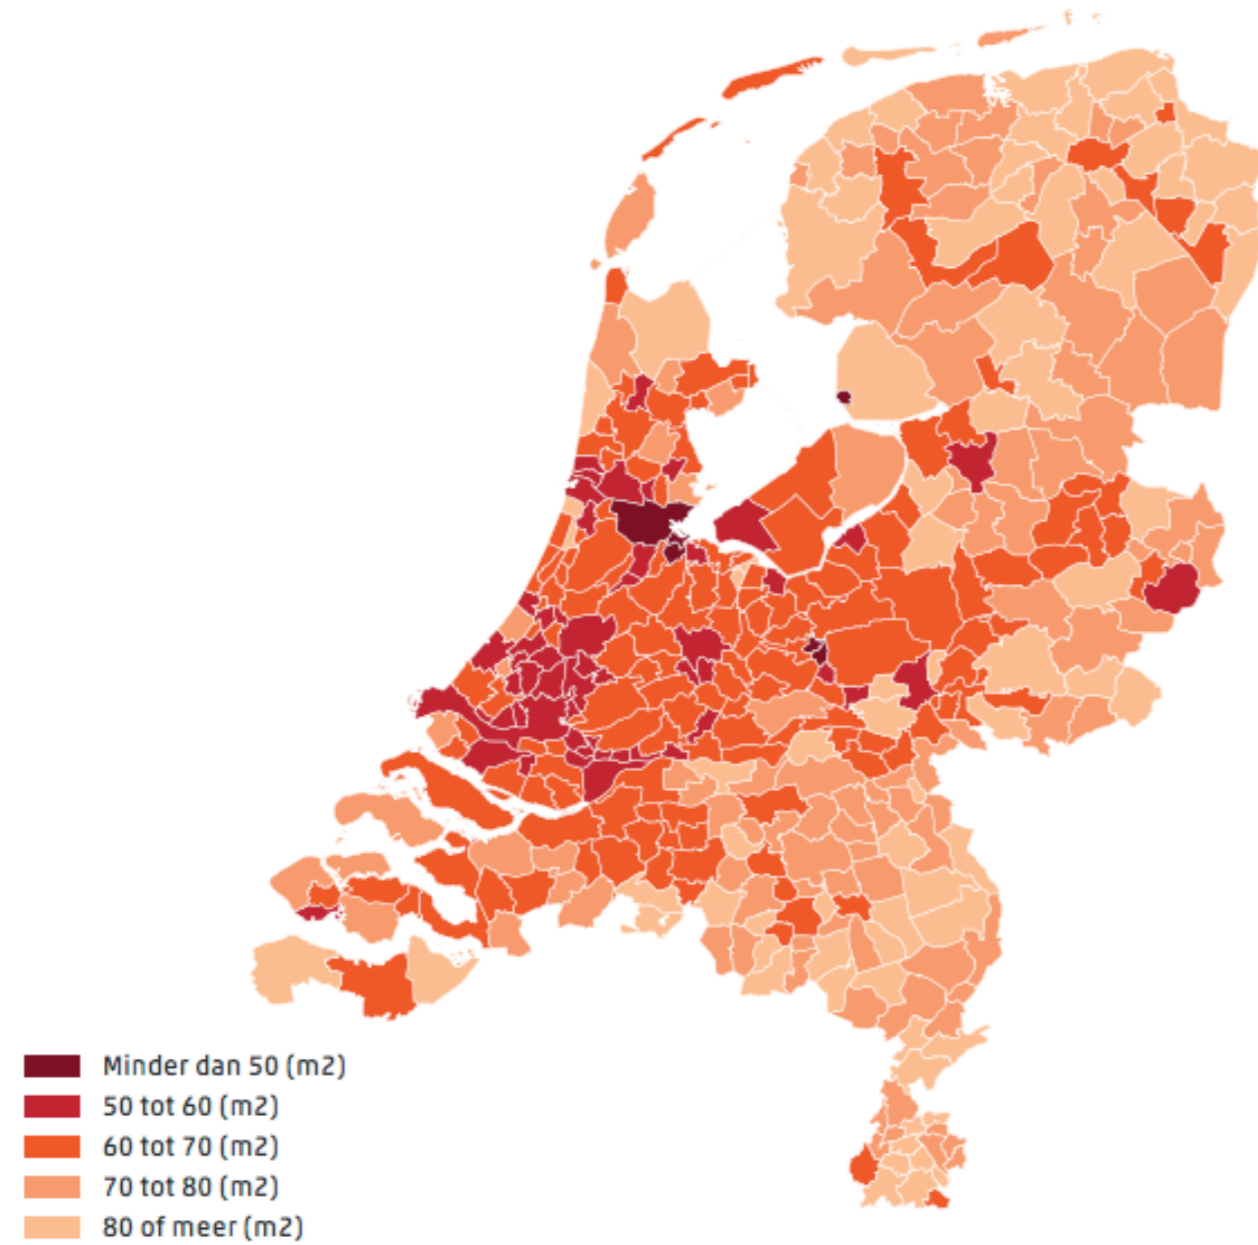 Minder dan 50 (m2)
50 tot 60 (m2)
60 tot 70 (m2)
70 tot 80 (m2)
80 of meer (m2)